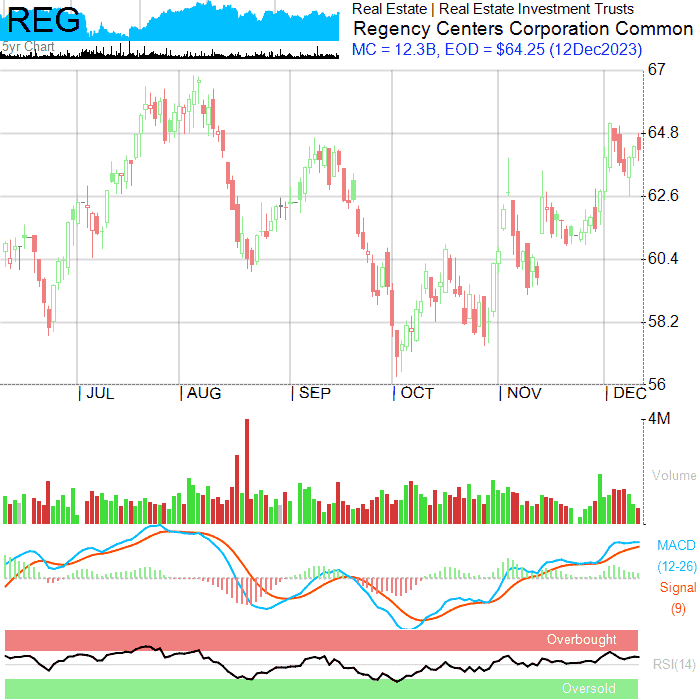 REG
5yr Chart
Real Estate | Real Estate Investment Trusts
Regency Centers Corporation Common
MC = 12.3B, EOD = $64.25 (12Dec2023)
67
64.8
62.6
60.4
58.2
56
| JUL | AUG | SEP | OCT | NOV | DEC
4M
Volume
MACD
(12-26)
Signal
(9)
Overbought
RSI(14)
Oversold